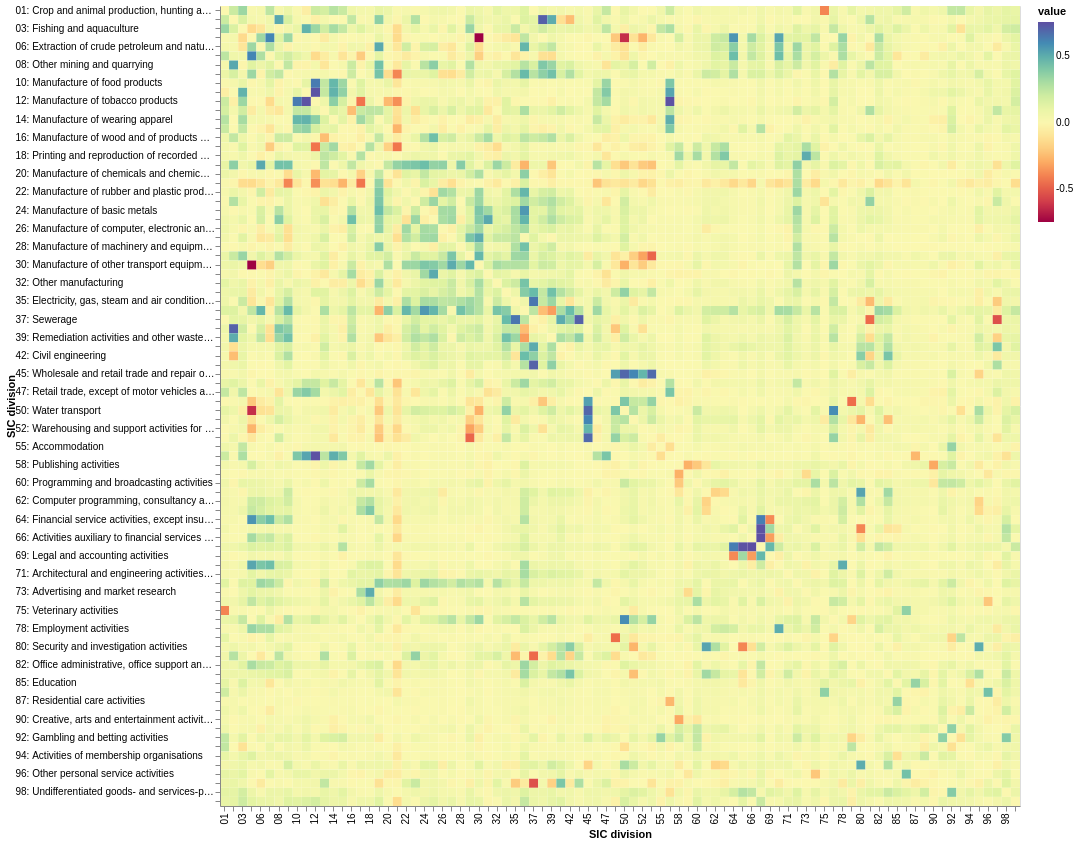 01: Crop and animal production, hunting a…
03: Fishing and aquaculture
06: Extraction of crude petroleum and natu…
08: Other mining and quarrying
10: Manufacture of food products
12: Manufacture of tobacco products
14: Manufacture of wearing apparel
16: Manufacture of wood and of products …
18: Printing and reproduction of recorded …
20: Manufacture of chemicals and chemic…
22: Manufacture of rubber and plastic prod…
24: Manufacture of basic metals
26: Manufacture of computer, electronic an…
28: Manufacture of machinery and equipm…
30: Manufacture of other transport equipm…
32: Other manufacturing
35: Electricity, gas, steam and air condition…
37: Sewerage
39: Remediation activities and other waste…
42: Civil engineering
45: Wholesale and retail trade and repair o…
47: Retail trade, except of motor vehicles a…
50: Water transport
52: Warehousing and support activities for …
55: Accommodation
58: Publishing activities
60: Programming and broadcasting activities
62: Computer programming, consultancy a…
64: Financial service activities, except insu…
66: Activities auxiliary to financial services …
69: Legal and accounting activities
71: Architectural and engineering activities…
73: Advertising and market research
75: Veterinary activities
78: Employment activities
80: Security and investigation activities
82: Office administrative, office support an…
85: Education
87: Residential care activities
90: Creative, arts and entertainment activit…
92: Gambling and betting activities
94: Activities of membership organisations
96: Other personal service activities
98: Undifferentiated goods- and services-p…
SIC division
01 03 06 08 10 12 14 16 18 20 22 24 26 28 30 32 35 37 39 42 45 47 50 52 55 58 60 62 64 66 69 71 73 75 78 80 82 85 87 90 92 94 96 98
SIC division
value
0.5
0.0
-0.5